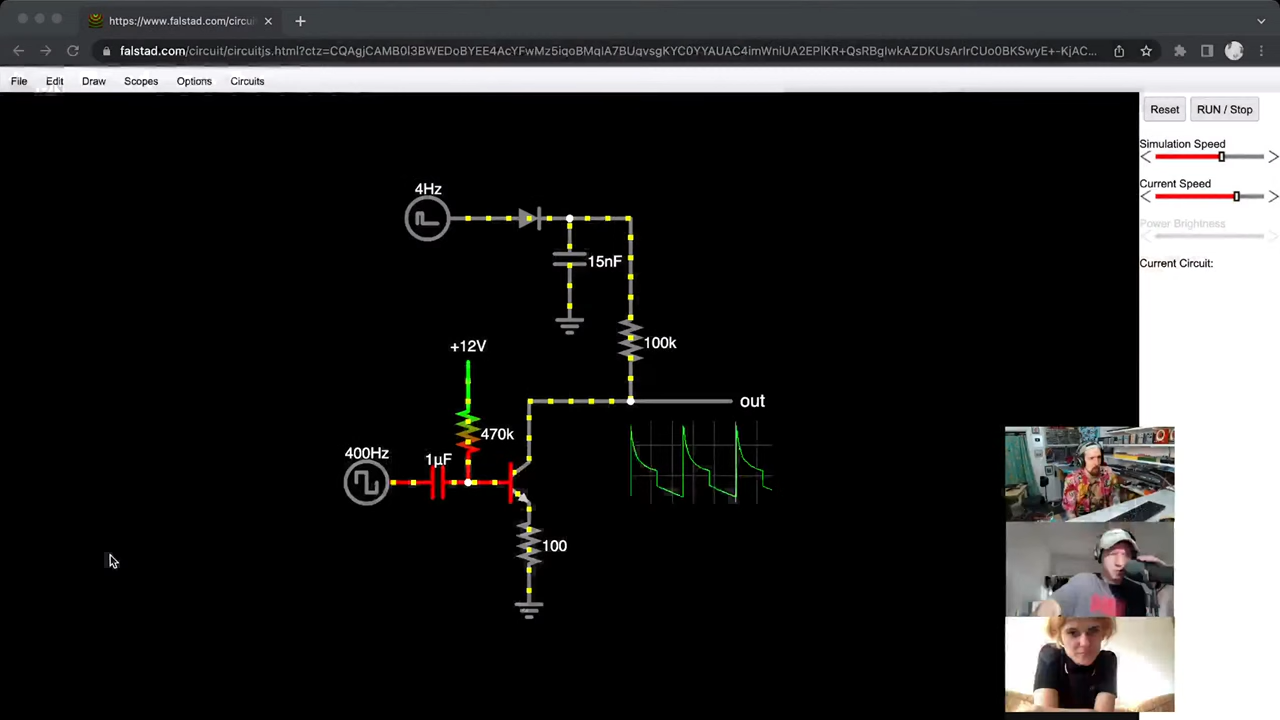 https://www.falstad.com/circui
falstad.com/circuit/circuitjs.html?ctz=CQAgjCAMB0l3BWEDoBYEE4AcYFwMz5iqoBMqIA7BUqvsgKYC0YYAUAC4imWniUA2EPlKR+QsRBgIwkAZDKUsArIrCUo0BKSwyE+-KjAC...
File Edit Draw Scopes Options Circuits
Reset RUN / Stop
Simulation Speed
Current Speed
Power Brightness
Current Circuit:
4Hz
15nF
100k
+12V
out
470k
400Hz
1µF
100